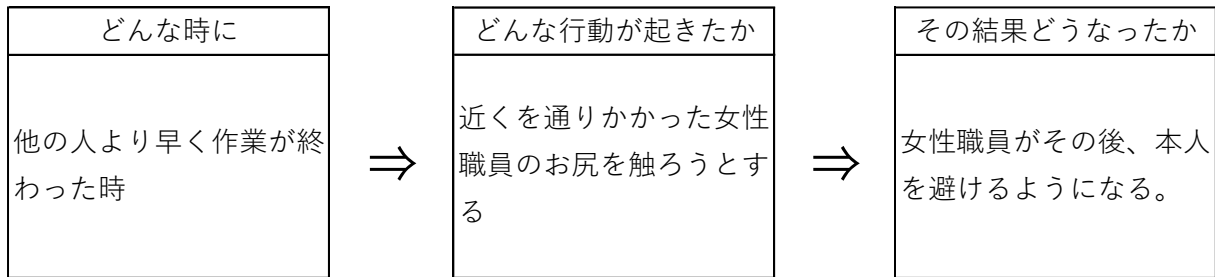 どんな時に
他の人より早く作業が終
わった時
⇒
どんな行動が起きたか
近くを通りかかった女性
職員のお尻を触ろうとす
る
⇒
その結果どうなったか
女性職員がその後、本人
を避けるようになる。